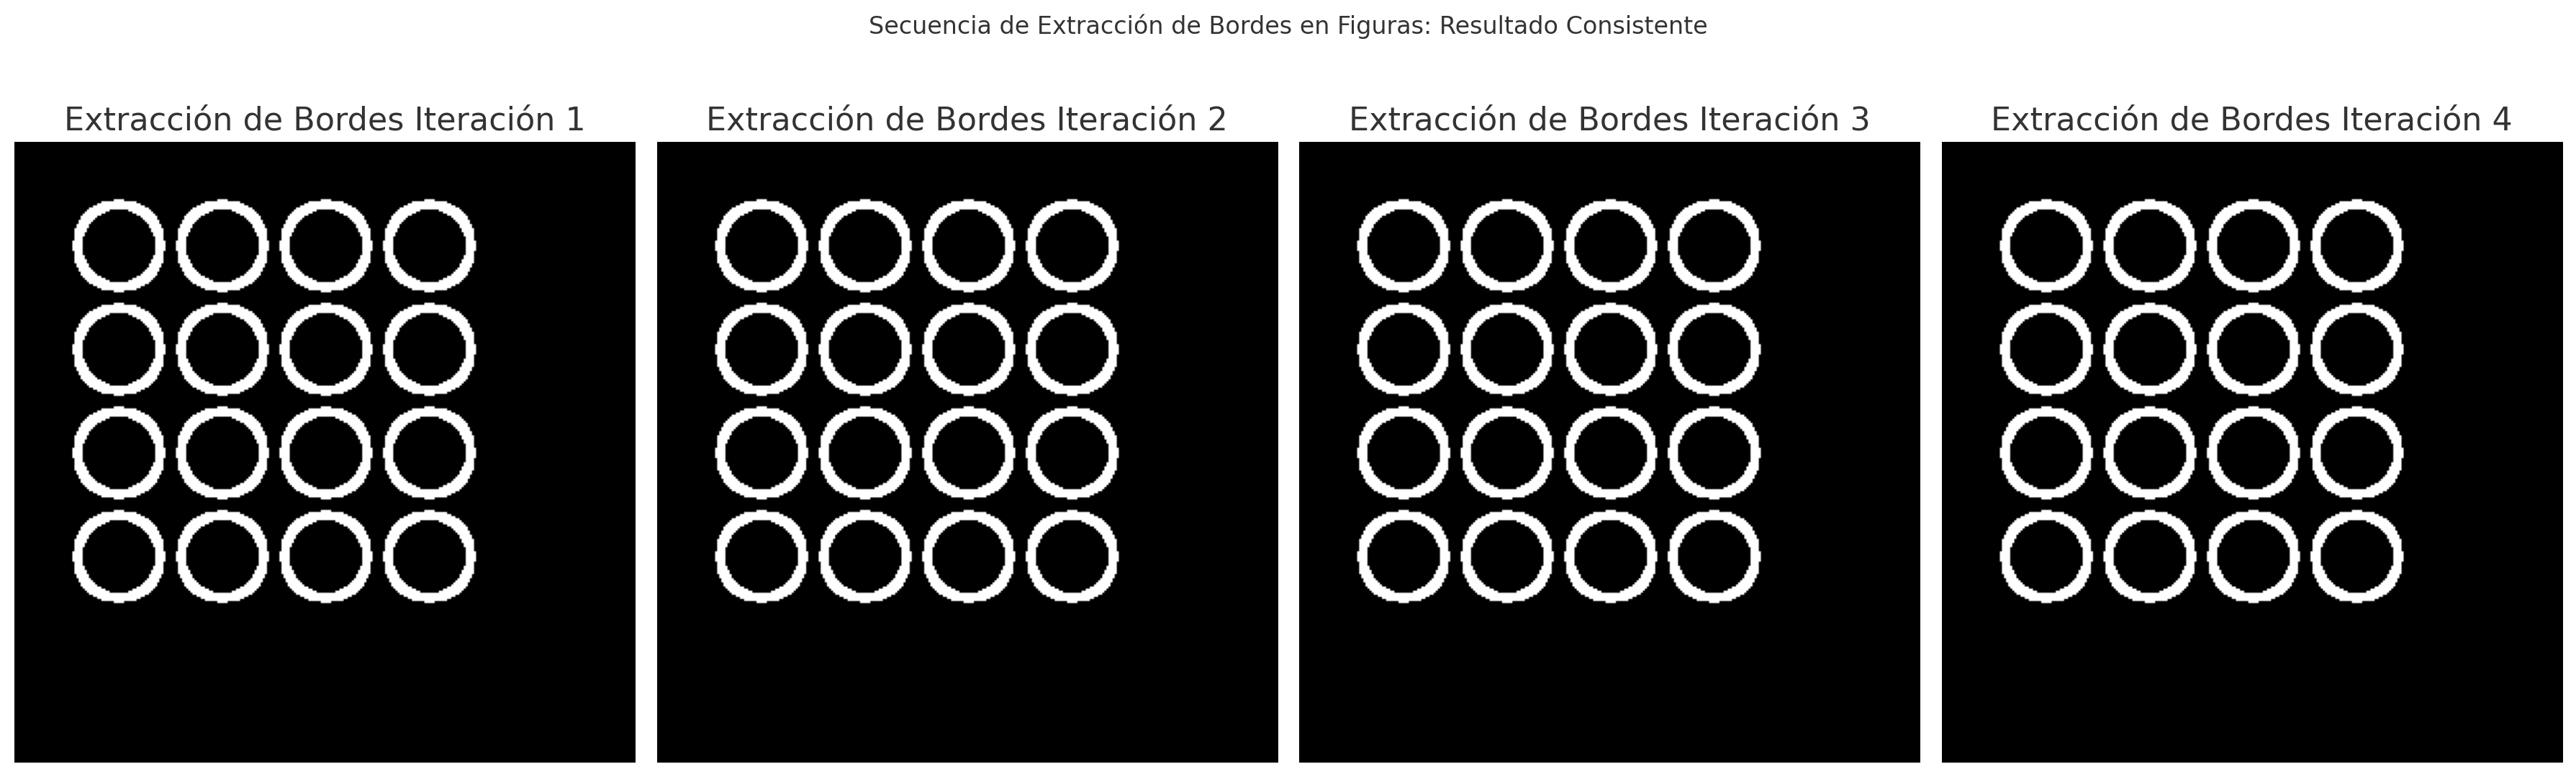 Secuencia de Extracción de Bordes en Figuras: Resultado Consistente
Extracción de Bordes Iteración 1
Extracción de Bordes Iteración 2
Extracción de Bordes Iteración 3
Extracción de Bordes Iteración 4